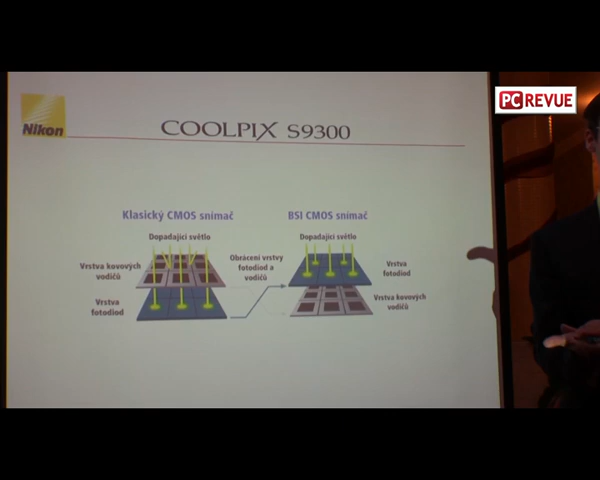 PC REVUE
Nikon
COOLPIX S9300
Klasický CMOS snímač
BSI CMOS snímač
Dopadající světlo
Dopadající světlo
Vrstva kovových
vodičů
Obrácení vrstvy
fotodiod a
vodičů
Vrstva
fotodiod
Vrstva
fotodiod
Vrstva kovových
vodičů